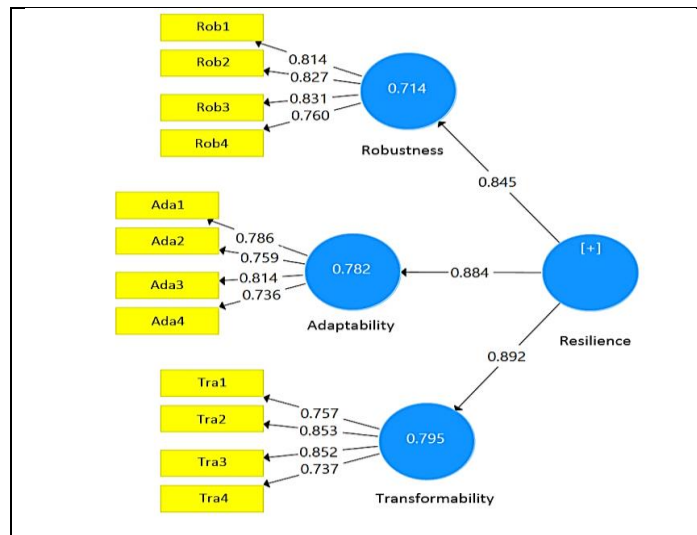 Rob1
Rob2
Rob3
Rob4
0.814
0.827
0.831
0.760
0.714
Robustness
0.845
Ada1
Ada2
Ada3
Ada4
0.786
0.759
0.814
0.736
0.782
Adaptability
0.884
[+]
Resilience
0.892
Tra1
Tra2
Tra3
Tra4
0.757
0.853
0.852
0.737
0.795
Transformability